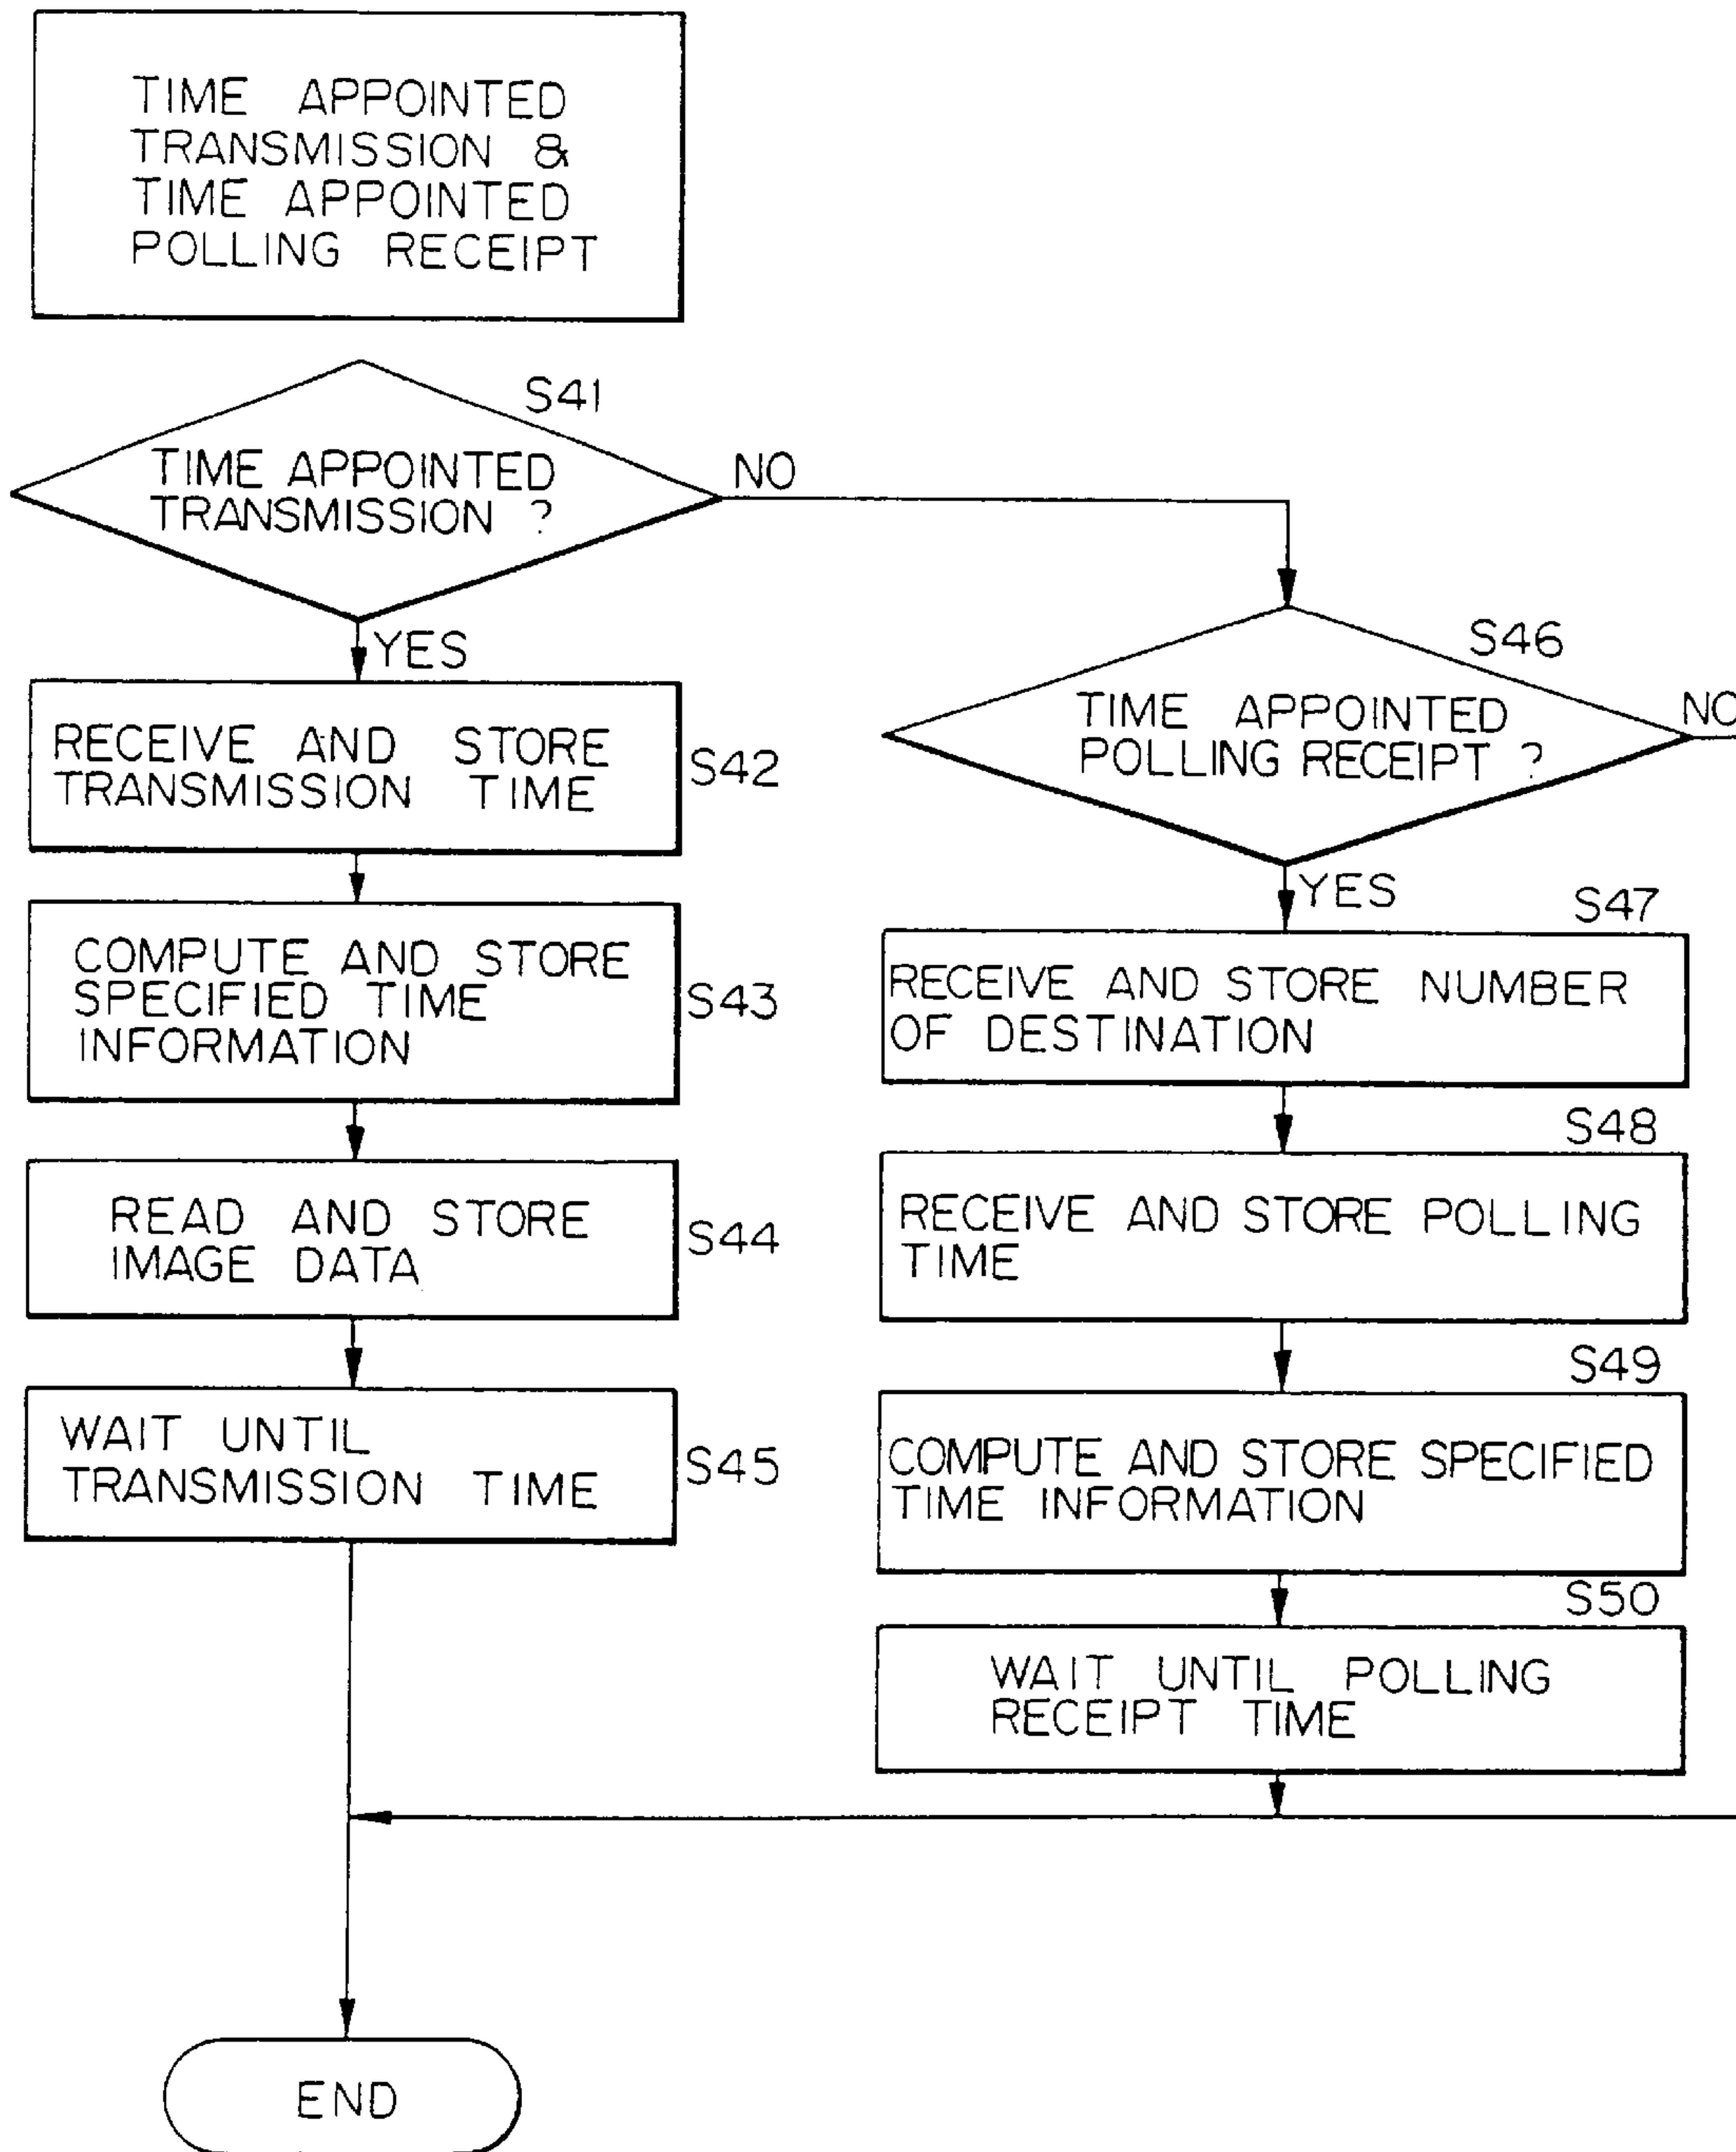 TIME APPOINTED
TRANSMISSION &
TIME APPOINTED
POLLING RECEIPT
S41
TIME APPOINTED
TRANSMISSION ?
NO
YES
RECEIVE AND STORE
TRANSMISSION TIME
S42
COMPUTE AND STORE
SPECIFIED TIME
INFORMATION
S43
READ AND STORE
IMAGE DATA
S44
WAIT UNTIL
TRANSMISSION TIME
S45
S46
TIME APPOINTED
POLLING RECEIPT ?
NO
YES
S47
RECEIVE AND STORE NUMBER
OF DESTINATION
S48
RECEIVE AND STORE POLLING
TIME
S49
COMPUTE AND STORE SPECIFIED
TIME INFORMATION
S50
WAIT UNTIL POLLING
RECEIPT TIME
END